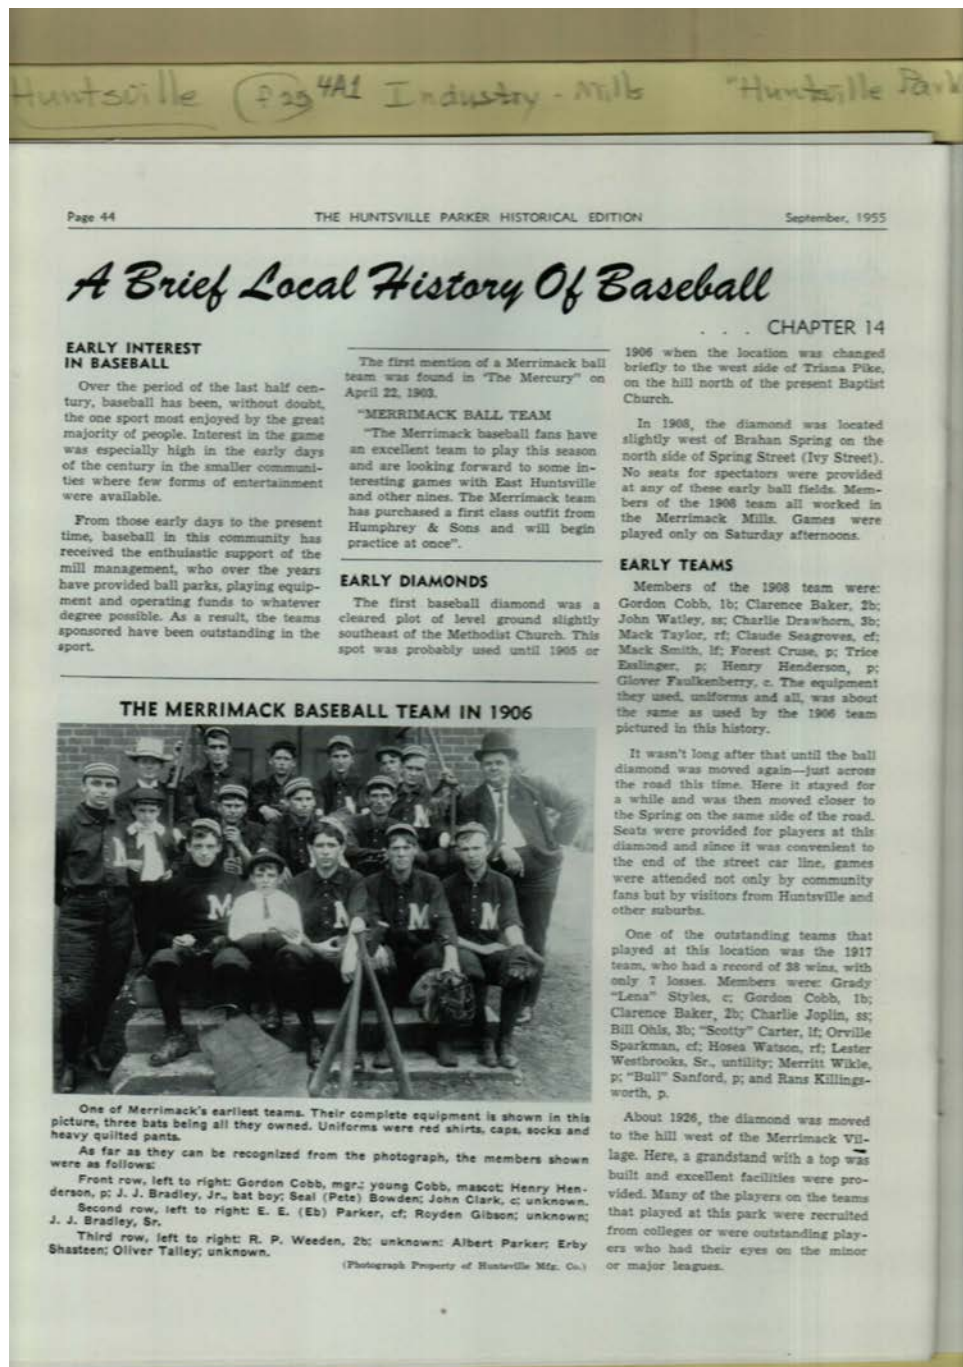 Huntsville
4A1 Industry - Mills "Huntsville Park
Page 44
THE HUNTSVILLE PARKER HISTORICAL EDITION
September, 1955
A Brief Local History Of Baseball
. . . CHAPTER 14
EARLY INTEREST
IN BASEBALL
Over the period of the last half cen-
tury, baseball has been, without doubt,
the one sport most enjoyed by the great
majority of people. Interest in the game
was especially high in the early days
of the century in the smaller communi-
ties where few forms of entertainment
were available.
From those early days to the present
time, baseball in this community has
received the enthuiastic support of the
mill management, who over the years
have provided ball parks, playing equip-
ment and operating funds to whatever
degree possible. As a result, the teams
sponsored have been outstanding in the
sport.
The first mention of a Merrimack ball
team was found in 'The Mercury" on
April 22, 1903.
"MERRIMACK BALL TEAM
"The Merrimack baseball fans have
an excellent team to play this season
and are looking forward to some in-
teresting games with East Huntsville
and other nines. The Merrimack team
has purchased a first class outfit from
Humphrey & Sons and will begin
practice at once".
EARLY DIAMONDS
The first baseball diamond was a
cleared plot of level ground slightly
southeast of the Methodist Church. This
spot was probably used until 1905 or
1906 when the location was changed
briefly to the west side of Triana Pike,
on the hill north of the present Baptist
Church.
In 1908, the diamond was located
slightly west of Brahan Spring on the
north side of Spring Street (Ivy Street).
No seats for spectators were provided
at any of these early ball fields. Mem-
bers of the 1908 team all worked in
the Merrimack Mills. Games were
played only on Saturday afternoons.
EARLY TEAMS
Members of the 1908 team were:
Gordon Cobb, 1b; Clarence Baker, 2b;
John Watley, ss; Charlie Drawhorn, 3b;
Mack Taylor, rf; Claude Seagroves, cf;
Mack Smith, lf; Forest Cruse, p; Trice
Esslinger, p; Henry Henderson, p;
Glover Faulkenberry, c. The equipment
they used, uniforms and all, was about
the same as used by the 1906 team
pictured in this history.
It wasn't long after that until the ball
diamond was moved again—just across
the road this time. Here it stayed for
a while and was then moved closer to
the Spring on the same side of the road.
Seats were provided for players at this
diamond and since it was convenient to
the end of the street car line, games
were attended not only by community
fans but by visitors from Huntsville and
other suburbs.
One of the outstanding teams that
played at this location was the 1917
team, who had a record of 38 wins, with
only 7 losses. Members were: Grady
"Lena" Styles, c; Gordon Cobb, 1b;
Clarence Baker, 2b; Charlie Joplin, ss;
Bill Ohls, 3b; "Scotty" Carter, lf; Orville
Sparkman, cf; Hosea Watson, rf; Lester
Westbrooks, Sr., untility; Merritt Wikle,
p; "Bull" Sanford, p; and Rans Killings-
worth, p.
About 1926, the diamond was moved
to the hill west of the Merrimack Vil-
lage. Here, a grandstand with a top was
built and excellent facilities were pro-
vided. Many of the players on the teams
that played at this park were recruited
from colleges or were outstanding play-
ers who had their eyes on the minor
or major leagues.
THE MERRIMACK BASEBALL TEAM IN 1906
M
M
M
One of Merrimack's earliest teams. Their complete equipment is shown in this
picture, three bats being all they owned. Uniforms were red shirts, caps, socks and
heavy quilted pants.
As far as they can be recognized from the photograph, the members shown
were as follows:
Front row, left to right: Gordon Cobb, mgr.; young Cobb, mascot; Henry Hen-
derson, p; J. J. Bradley, Jr., bat boy; Seal (Pete) Bowden; John Clark, c; unknown.
Second row, left to right: E. E. (Eb) Parker, cf; Royden Gibson; unknown;
J. J. Bradley, Sr.
Third row, left to right: R. P. Weeden, 2b; unknown: Albert Parker; Erby
Shasteen; Oliver Talley; unknown.
(Photograph Property of Huntsville Mfg. Co.)